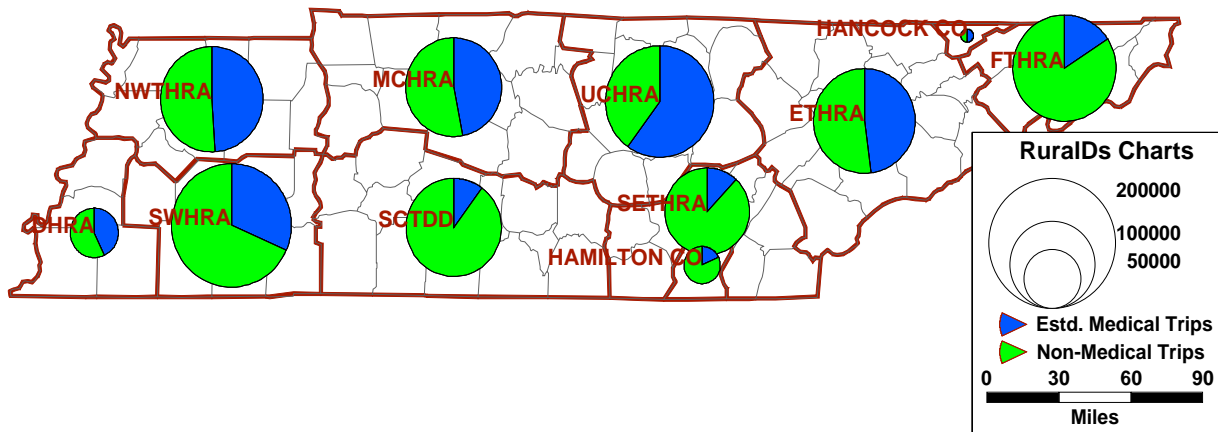 HANCOCK CO
FTHRA
MCHRA
NWTHRA
UCHRA
ETHRA
SETHRA
SWHRA
SCTDD
DHRA
HAMILTON CO
RuralDs Charts
200000
100000
50000
Estd. Medical Trips
Non-Medical Trips
0 30 60 90
Miles